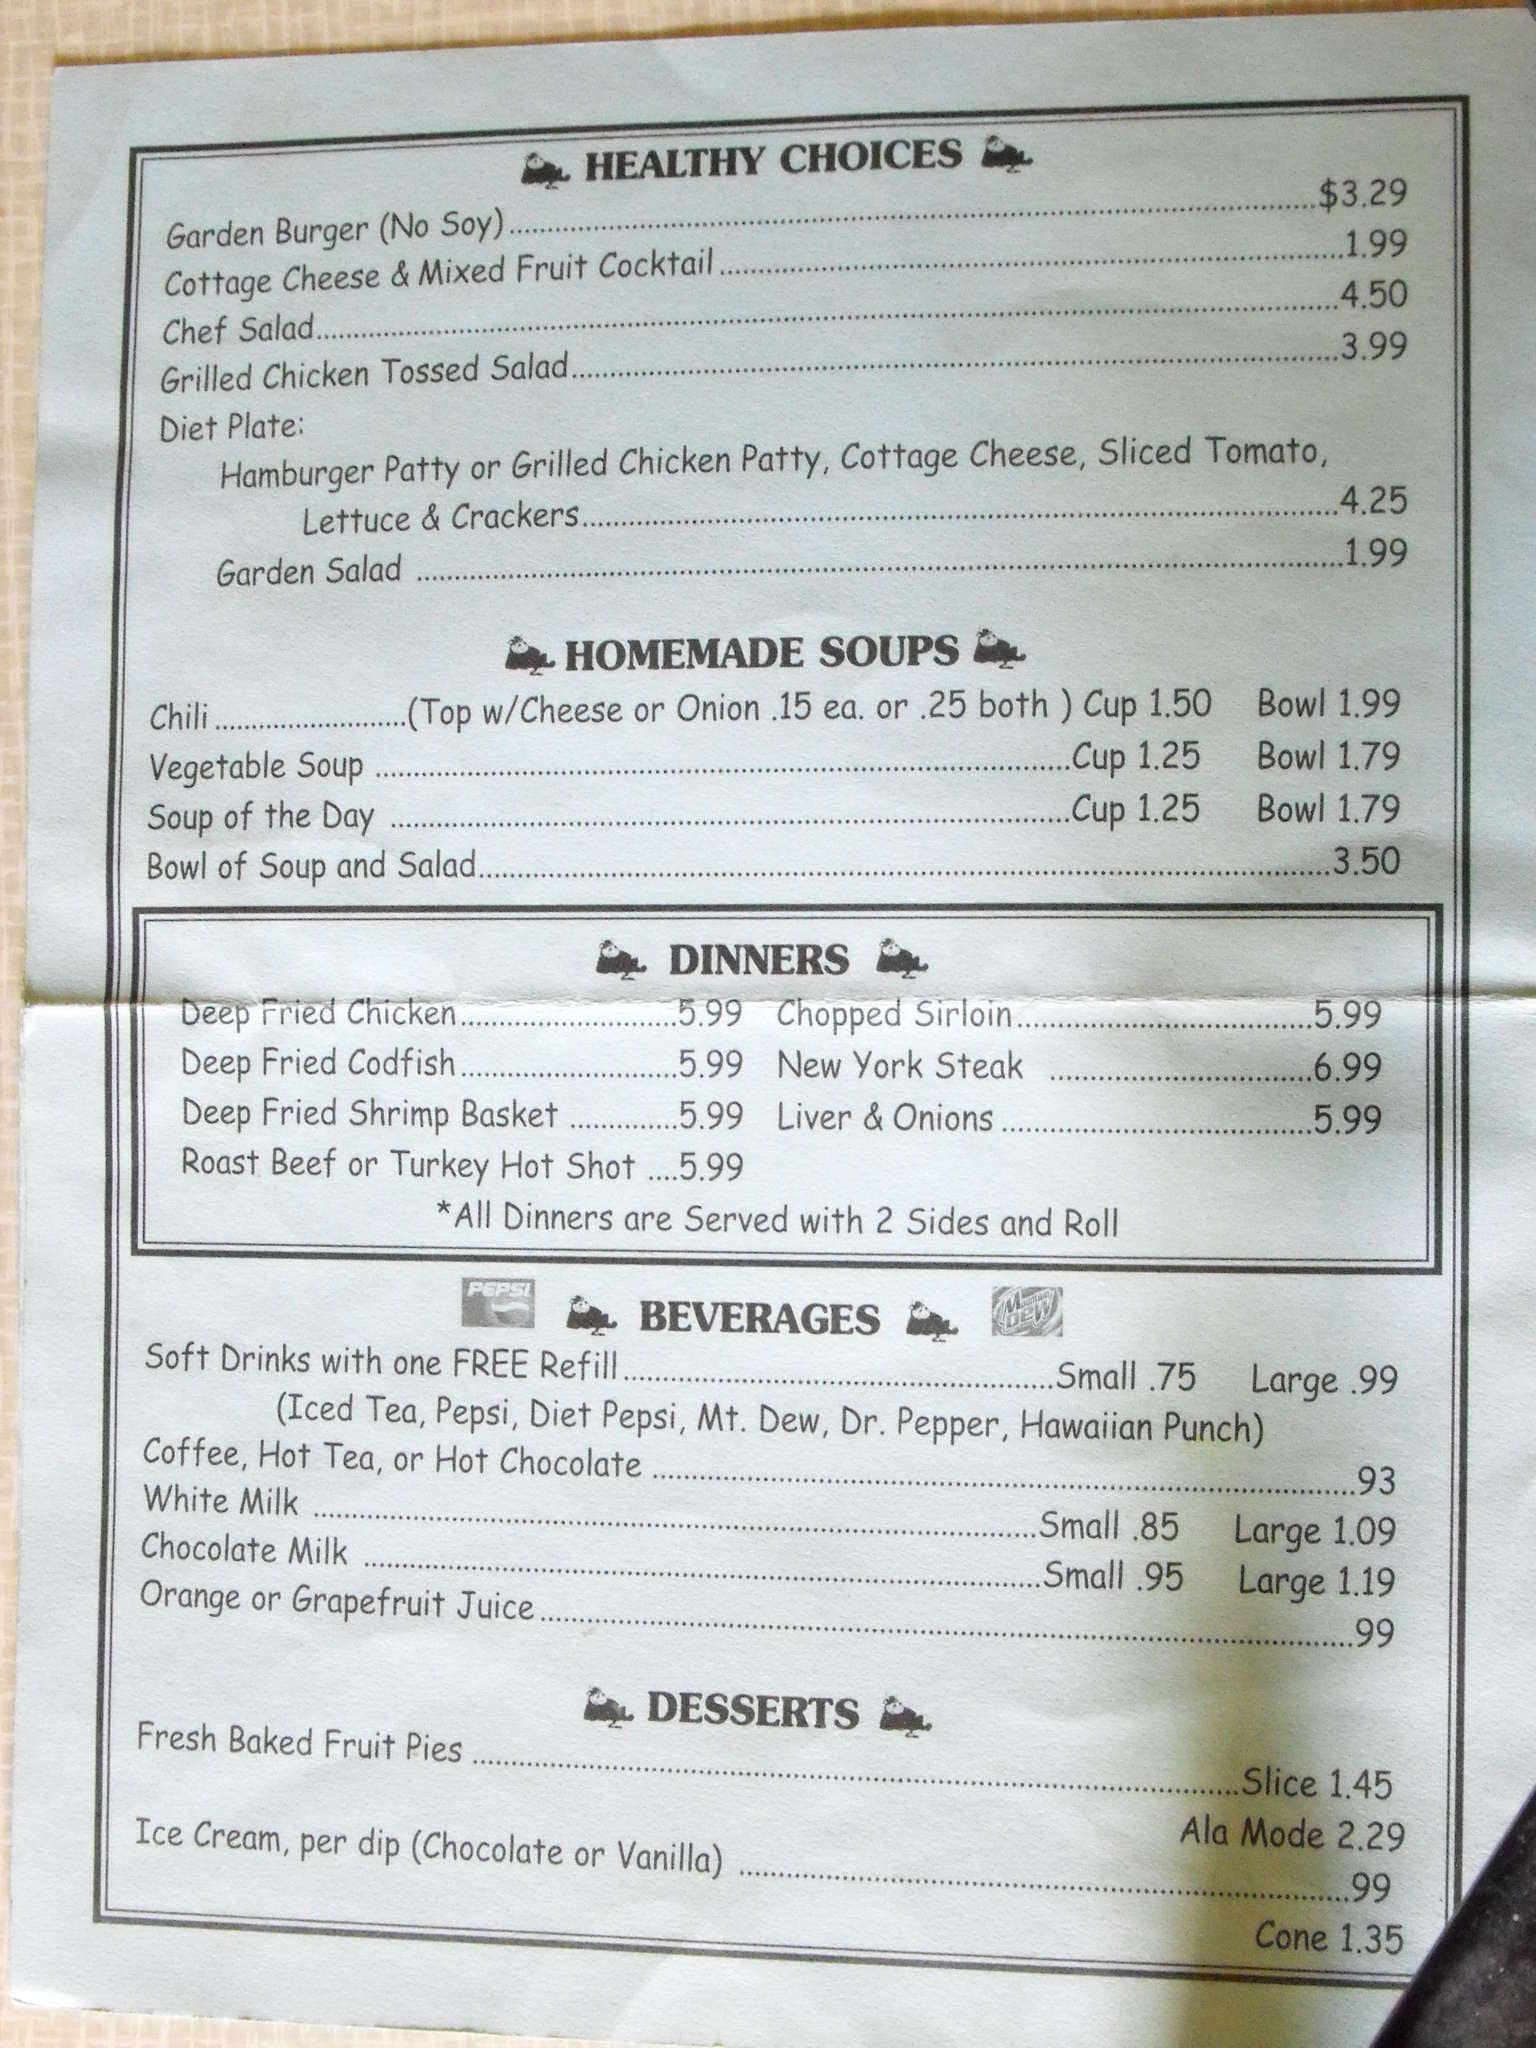 HEALTHY CHOICES
Garden Burger (No Soy)..........$3.29
Cottage Cheese & Mixed Fruit Cocktail..........1.99
Chef Salad..........4.50
Grilled Chicken Tossed Salad..........3.99
Diet Plate:
Hamburger Patty or Grilled Chicken Patty, Cottage Cheese, Sliced Tomato,
Lettuce & Crackers..........4.25
Garden Salad ..........1.99
HOMEMADE SOUPS
Chili..........(Top w/Cheese or Onion .15 ea. or .25 both ) Cup 1.50 Bowl 1.99
Vegetable Soup ..........Cup 1.25 Bowl 1.79
Soup of the Day ..........Cup 1.25 Bowl 1.79
Bowl of Soup and Salad..........3.50
DINNERS
Deep Fried Chicken..........5.99 Chopped Sirloin..........5.99
Deep Fried Codfish..........5.99 New York Steak ..........6.99
Deep Fried Shrimp Basket ..........5.99 Liver & Onions ..........5.99
Roast Beef or Turkey Hot Shot ....5.99
*All Dinners are Served with 2 Sides and Roll
PEPSI BEVERAGES Mountain Dew
Soft Drinks with one FREE Refill..........Small .75 Large .99
(Iced Tea, Pepsi, Diet Pepsi, Mt. Dew, Dr. Pepper, Hawaiian Punch)
Coffee, Hot Tea, or Hot Chocolate ..........93
White Milk ..........Small .85 Large 1.09
Chocolate Milk ..........Small .95 Large 1.19
Orange or Grapefruit Juice..........99
DESSERTS
Fresh Baked Fruit Pies ..........Slice 1.45
Ala Mode 2.29
Ice Cream, per dip (Chocolate or Vanilla) ..........99
Cone 1.35